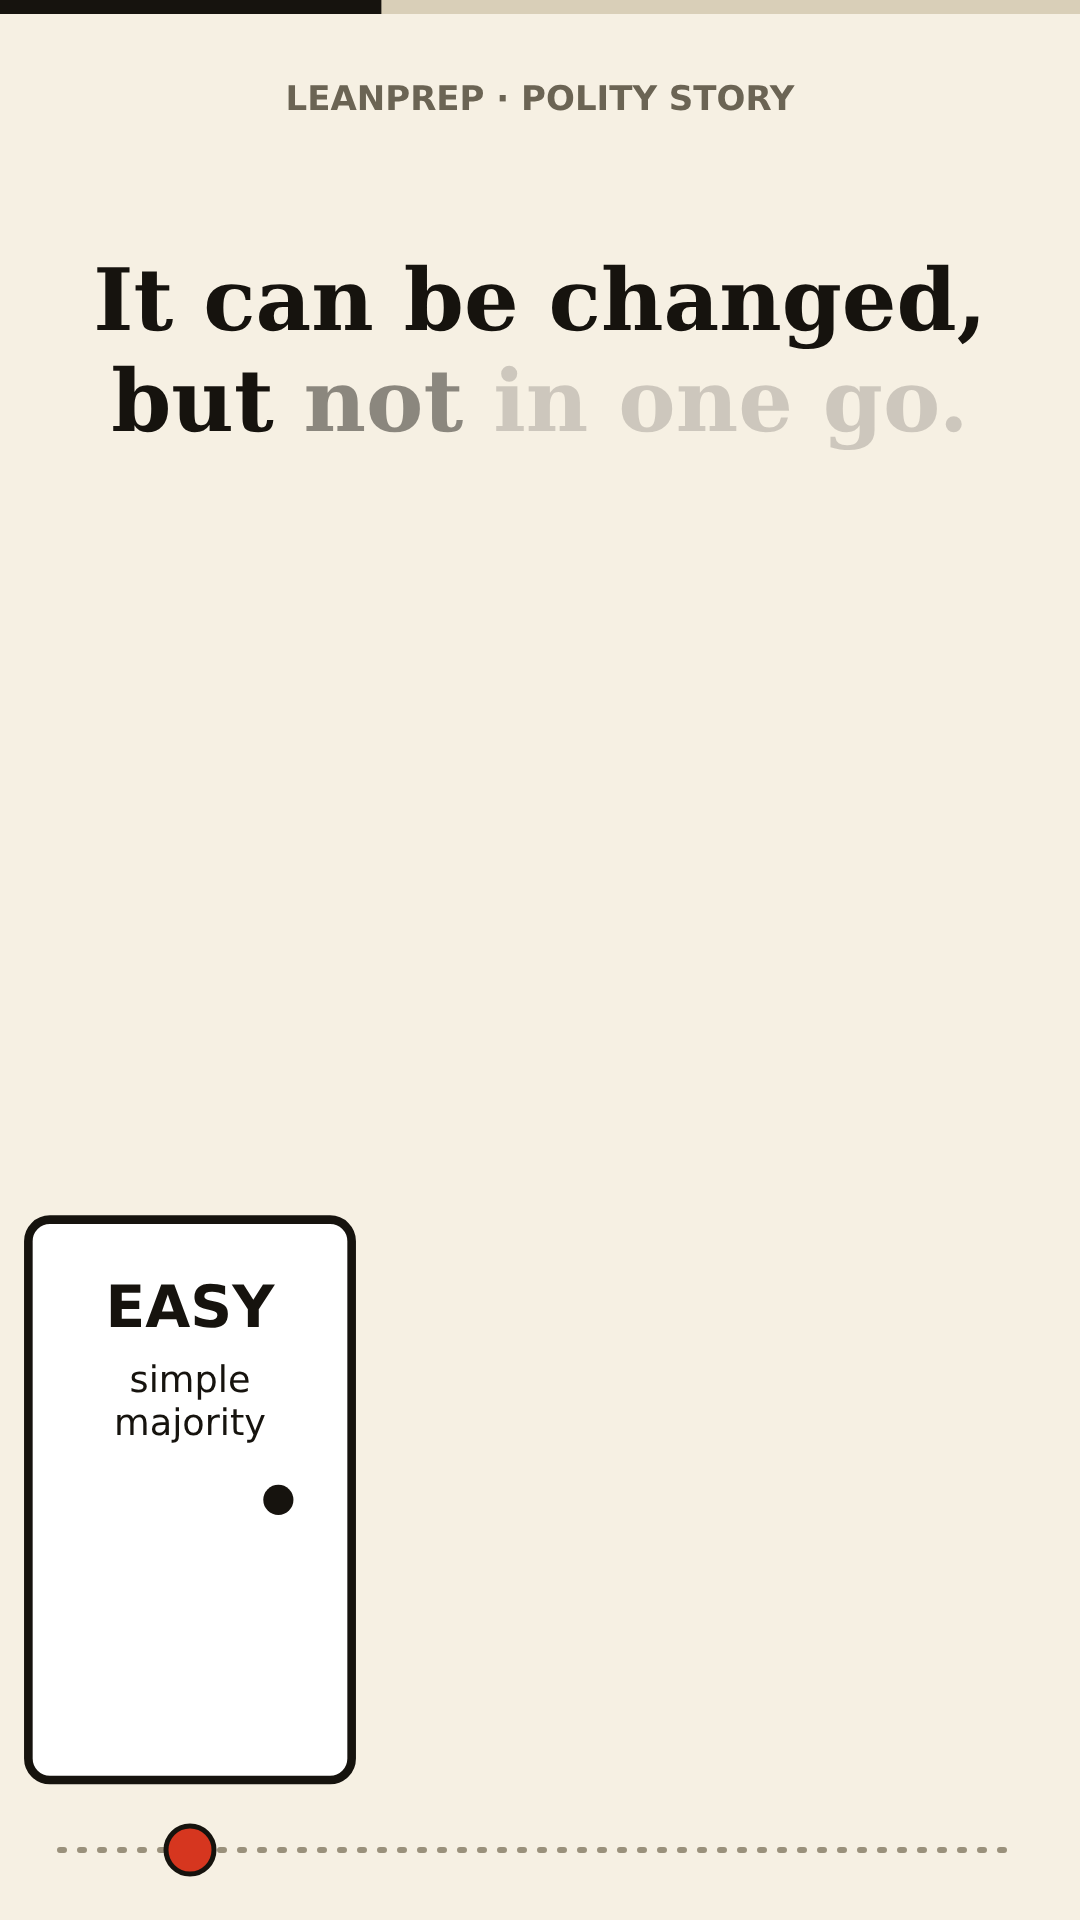 LEANPREP · POLITY STORY
It can be changed,
but not in one go.
EASY
simple
majority